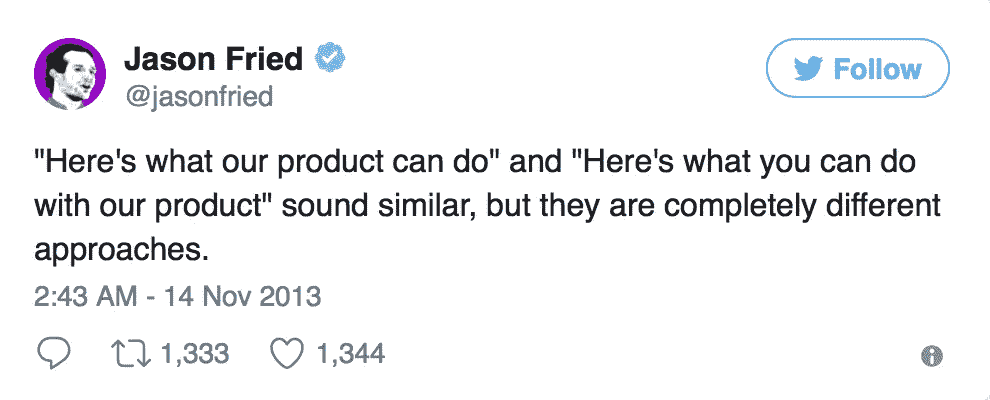 Jason Fried
@jasonfried
Follow
"Here's what our product can do" and "Here's what you can do
with our product" sound similar, but they are completely different
approaches.
2:43 AM - 14 Nov 2013
1,333 1,344